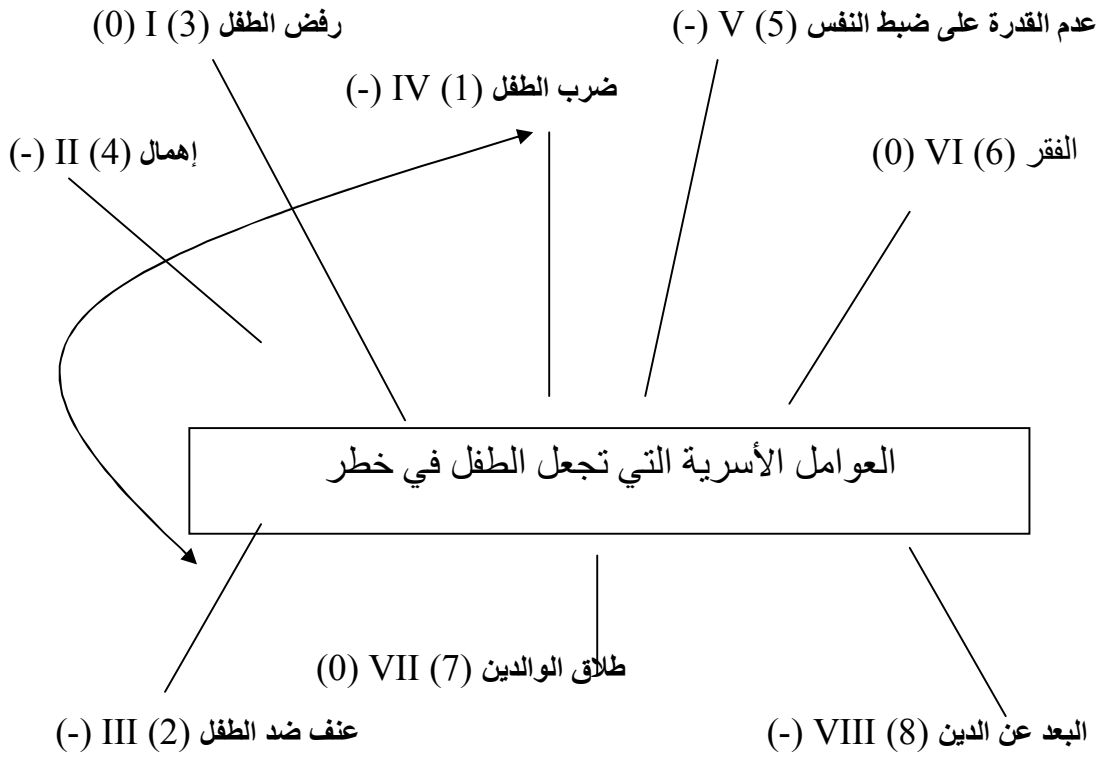 رفض الطفل (3) I (0)
عدم القدرة على ضبط النفس (5) V (-)
ضرب الطفل (1) IV (-)
إهمال (4) II (-)
الفقر (6) VI (0)
العوامل الأسرية التي تجعل الطفل في خطر
طلاق الوالدين (7) VII (0)
عنف ضد الطفل (2) III (-)
البعد عن الدين (8) VIII (-)